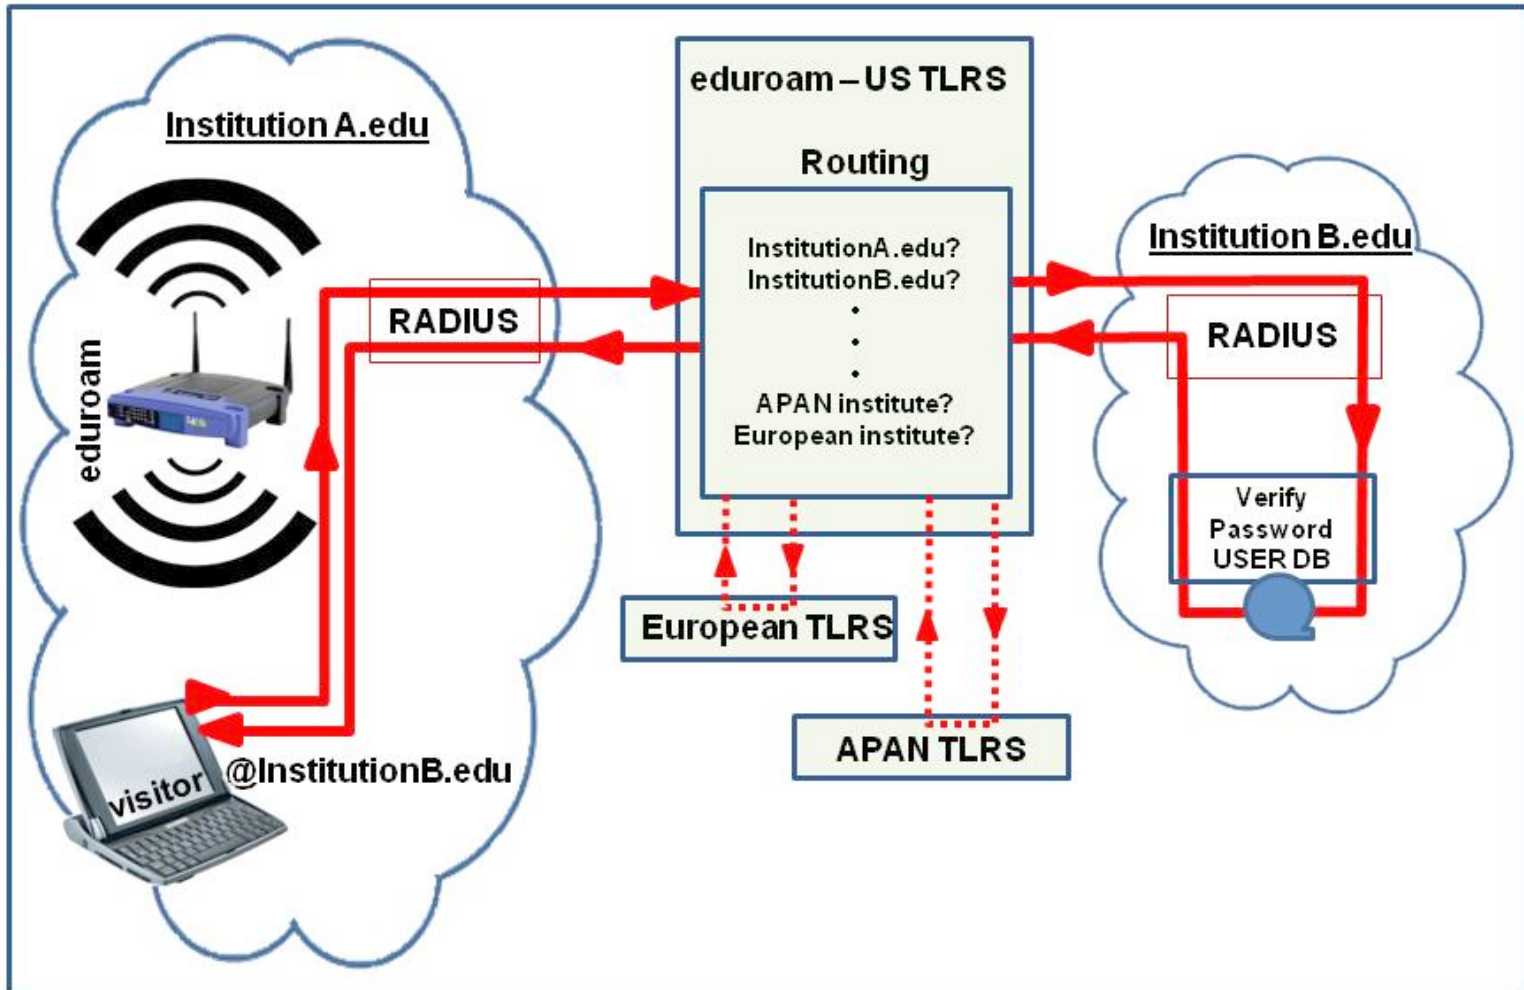 Institution A.edu
eduroam
RADIUS
visitor
@InstitutionB.edu
eduroam – US TLRS
Routing
InstitutionA.edu?
InstitutionB.edu?
APAN institute?
European institute?
European TLRS
APAN TLRS
Institution B.edu
RADIUS
Verify
Password
USER DB